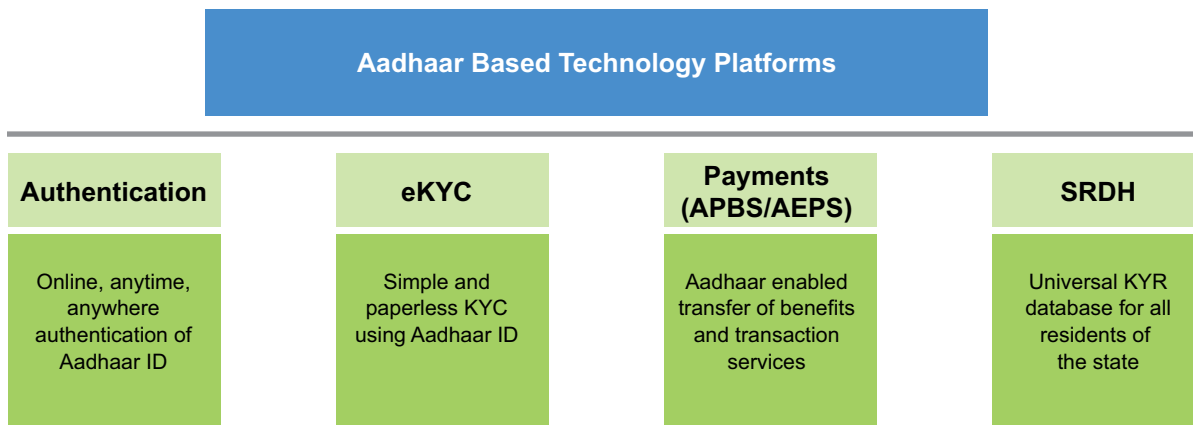 Aadhaar Based Technology Platforms
Authentication
Online, anytime,
anywhere
authentication of
Aadhaar ID
eKYC
Simple and
paperless KYC
using Aadhaar ID
Payments
(APBS/AEPS)
Aadhaar enabled
transfer of benefits
and transaction
services
SRDH
Universal KYR
database for all
residents of
the state